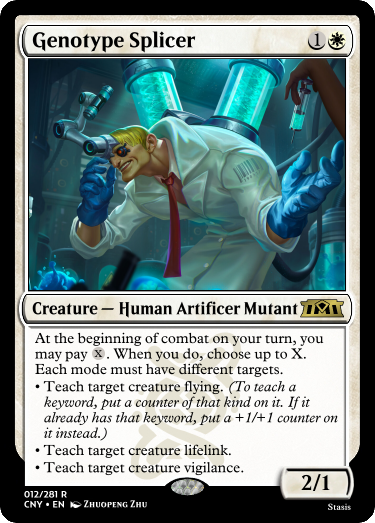 Genotype Splicer 1
Creature — Human Artificer Mutant
At the beginning of combat on your turn, you
may pay X. When you do, choose up to X.
Each mode must have different targets.
• Teach target creature flying. (To teach a
keyword, put a counter of that kind on it. If it
already has that keyword, put a +1/+1 counter on
it instead.)
• Teach target creature lifelink.
• Teach target creature vigilance.
2/1
012/281 R
CNY • EN Zhuopeng Zhu
Stasis